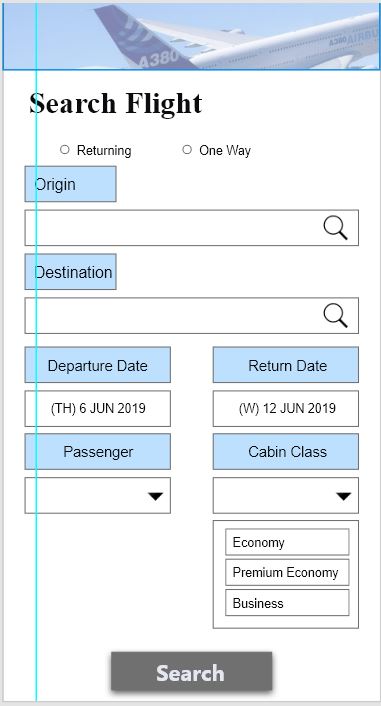 A380
A380 AIRBUS
Search Flight
Returning One Way
Origin
Destination
Departure Date Return Date
(TH) 6 JUN 2019 (W) 12 JUN 2019
Passenger Cabin Class
Economy
Premium Economy
Business
Search